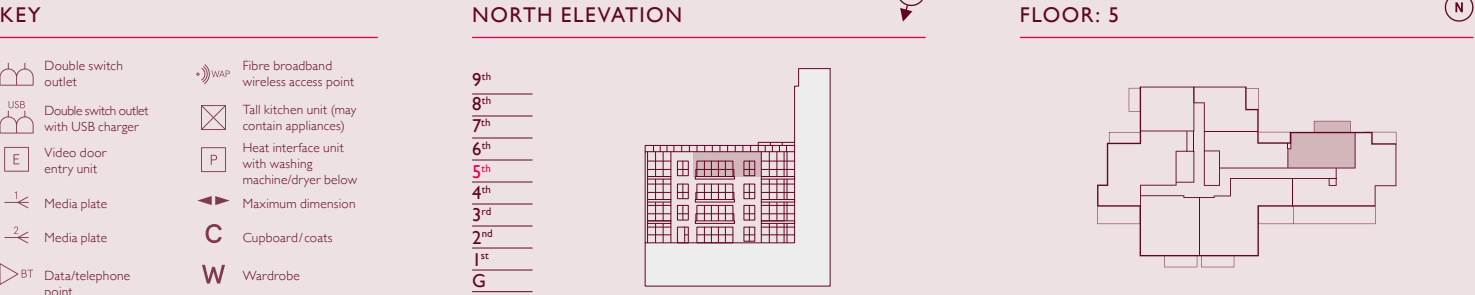 KEY
Double switch
outlet
USB
Double switch outlet
with USB charger
E
Video door
entry unit
1
Media plate
2
Media plate
BT
Data/telephone
point
WAP
Fibre broadband
wireless access point
Tall kitchen unit (may
contain appliances)
P
Heat interface unit
with washing
machine/dryer below
Maximum dimension
C
Cupboard/coats
W
Wardrobe
NORTH ELEVATION
9th
8th
7th
6th
5th
4th
3rd
2nd
1st
G
FLOOR: 5
N